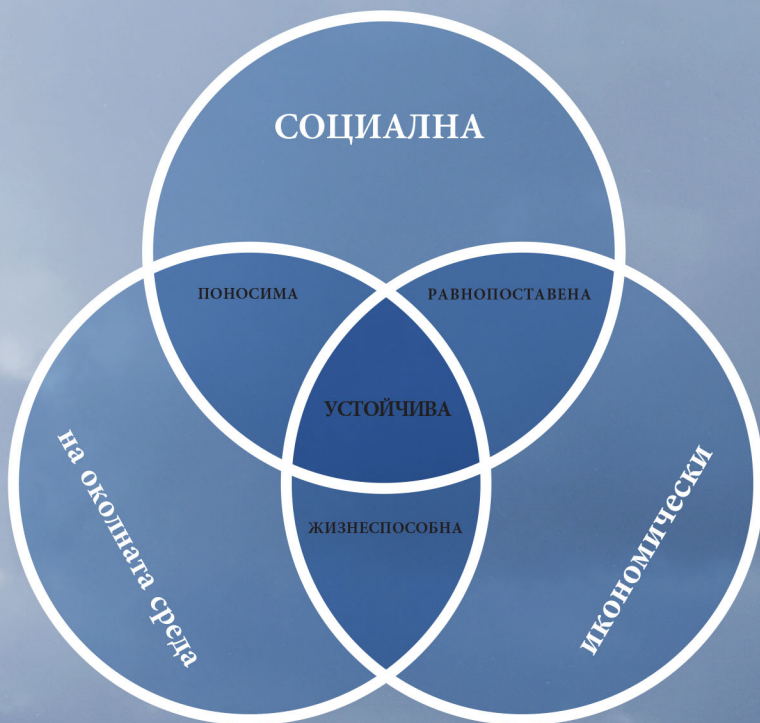 СОЦИАЛНА
ПОНОСИМА
РАВНОПОСТАВЕНА
УСТОЙЧИВА
на околната среда
ЖИЗНЕСПОСОБНА
икономически